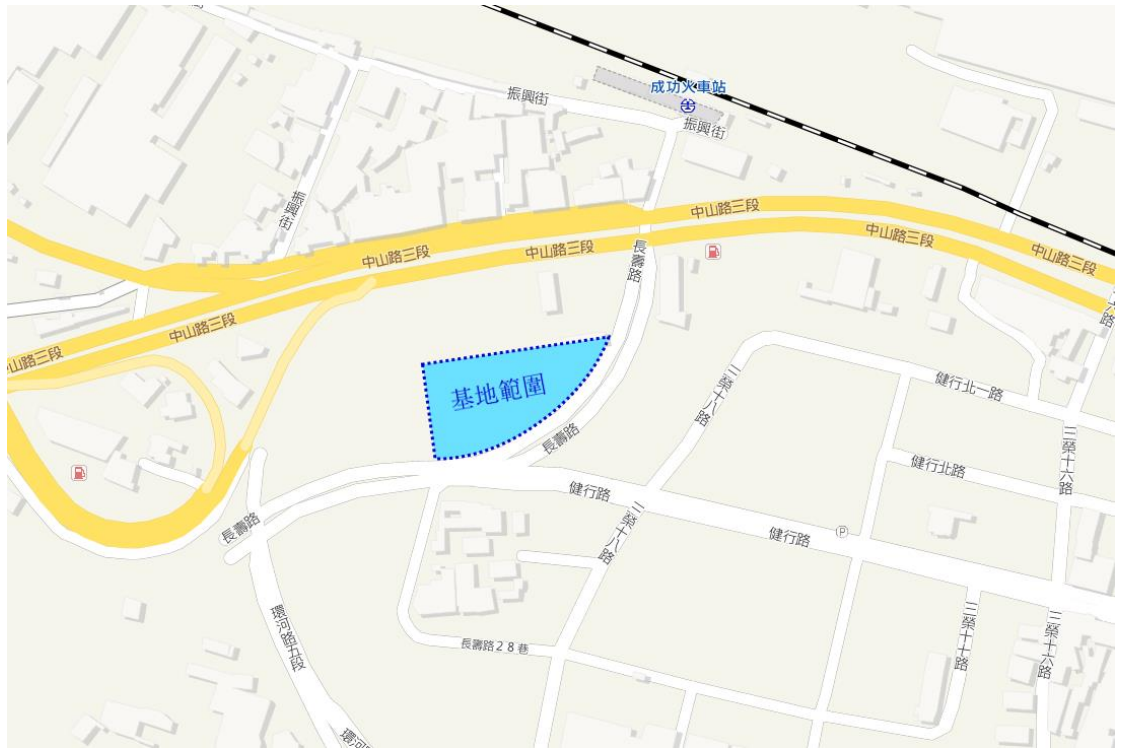 成功火車站
振興街
振興街
振興街
中山路三段
中山路三段
中山路三段
中山路三段
中山路三段
長壽路
中山路三段
中山路三段
基地範圍
長壽路
三榮十八路
健行北一路
健行北路
三榮十六路
健行路
三榮十八路
健行路
P
長壽路
環河路五段
長壽路28巷
三榮十路
三榮十六路